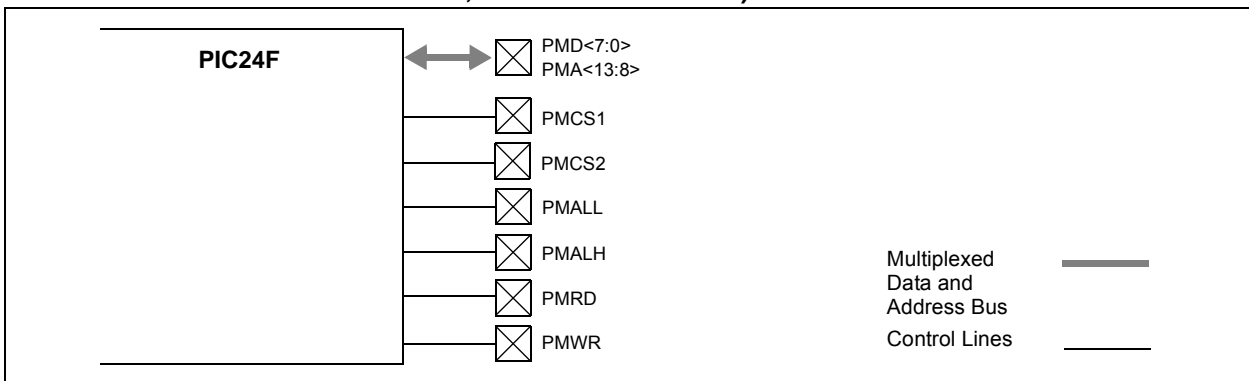 PIC24F
PMD<7:0>
PMA<13:8>
PMCS1
PMCS2
PMALL
PMALH
PMRD
PMWR
Multiplexed
Data and
Address Bus
Control Lines